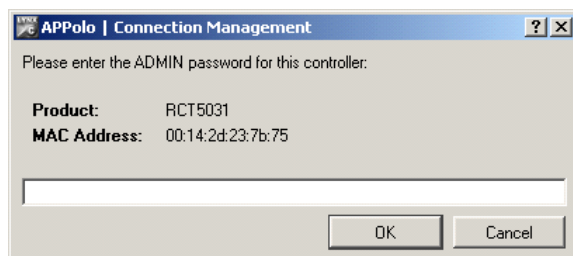 LYNX
C
APPolo | Connection Management
? X
Please enter the ADMIN password for this controller:
Product: RCT5031
MAC Address: 00:14:2d:23:7b:75
OK Cancel